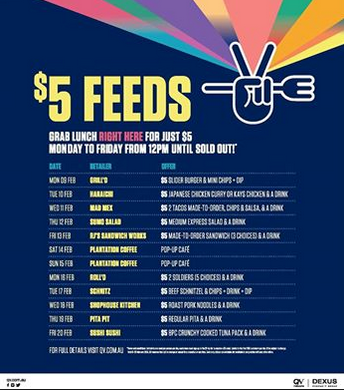 $5 FEEDS
GRAB LUNCH RIGHT HERE FOR JUST $5
MONDAY TO FRIDAY FROM 12PM UNTIL SOLD OUT!*
DATE RETAILER OFFER
MON 09 FEB GRILL'D $5 SLIDER BURGER & MINI CHIPS + DIP
TUE 10 FEB HANAICHI $5 JAPANESE CHICKEN CURRY OR KAYS CHICKEN & A DRINK
WED 11 FEB MAD MEX $5 2 TACOS MADE-TO-ORDER, CHIPS & SALSA, & A DRINK
THU 12 FEB SUMO SALAD $5 MEDIUM EXPRESS SALAD & A DRINK
FRI 13 FEB RJ'S SANDWICH WORKS $5 MADE-TO-ORDER SANDWICH (3 CHOICES) & A DRINK
SAT 14 FEB PLANTATION COFFEE POP-UP CAFÉ
SUN 15 FEB PLANTATION COFFEE POP-UP CAFÉ
MON 16 FEB ROLL'D $5 2 SOLDIERS (5 CHOICES) & A DRINK
TUE 17 FEB SCHNITZ $5 BEEF SCHNITZEL & CHIPS + DRINK + DIP
WED 18 FEB SHOPHOUSE KITCHEN $5 ROAST PORK NOODLES & A DRINK
THU 19 FEB PITA PIT $5 REGULAR PITA & A DRINK
FRI 20 FEB SUSHI SUSHI $5 8PC CRUNCHY COOKED TUNA PACK & A DRINK
FOR FULL DETAILS VISIT QV.COM.AU
qv.com.au
QV DEXUS